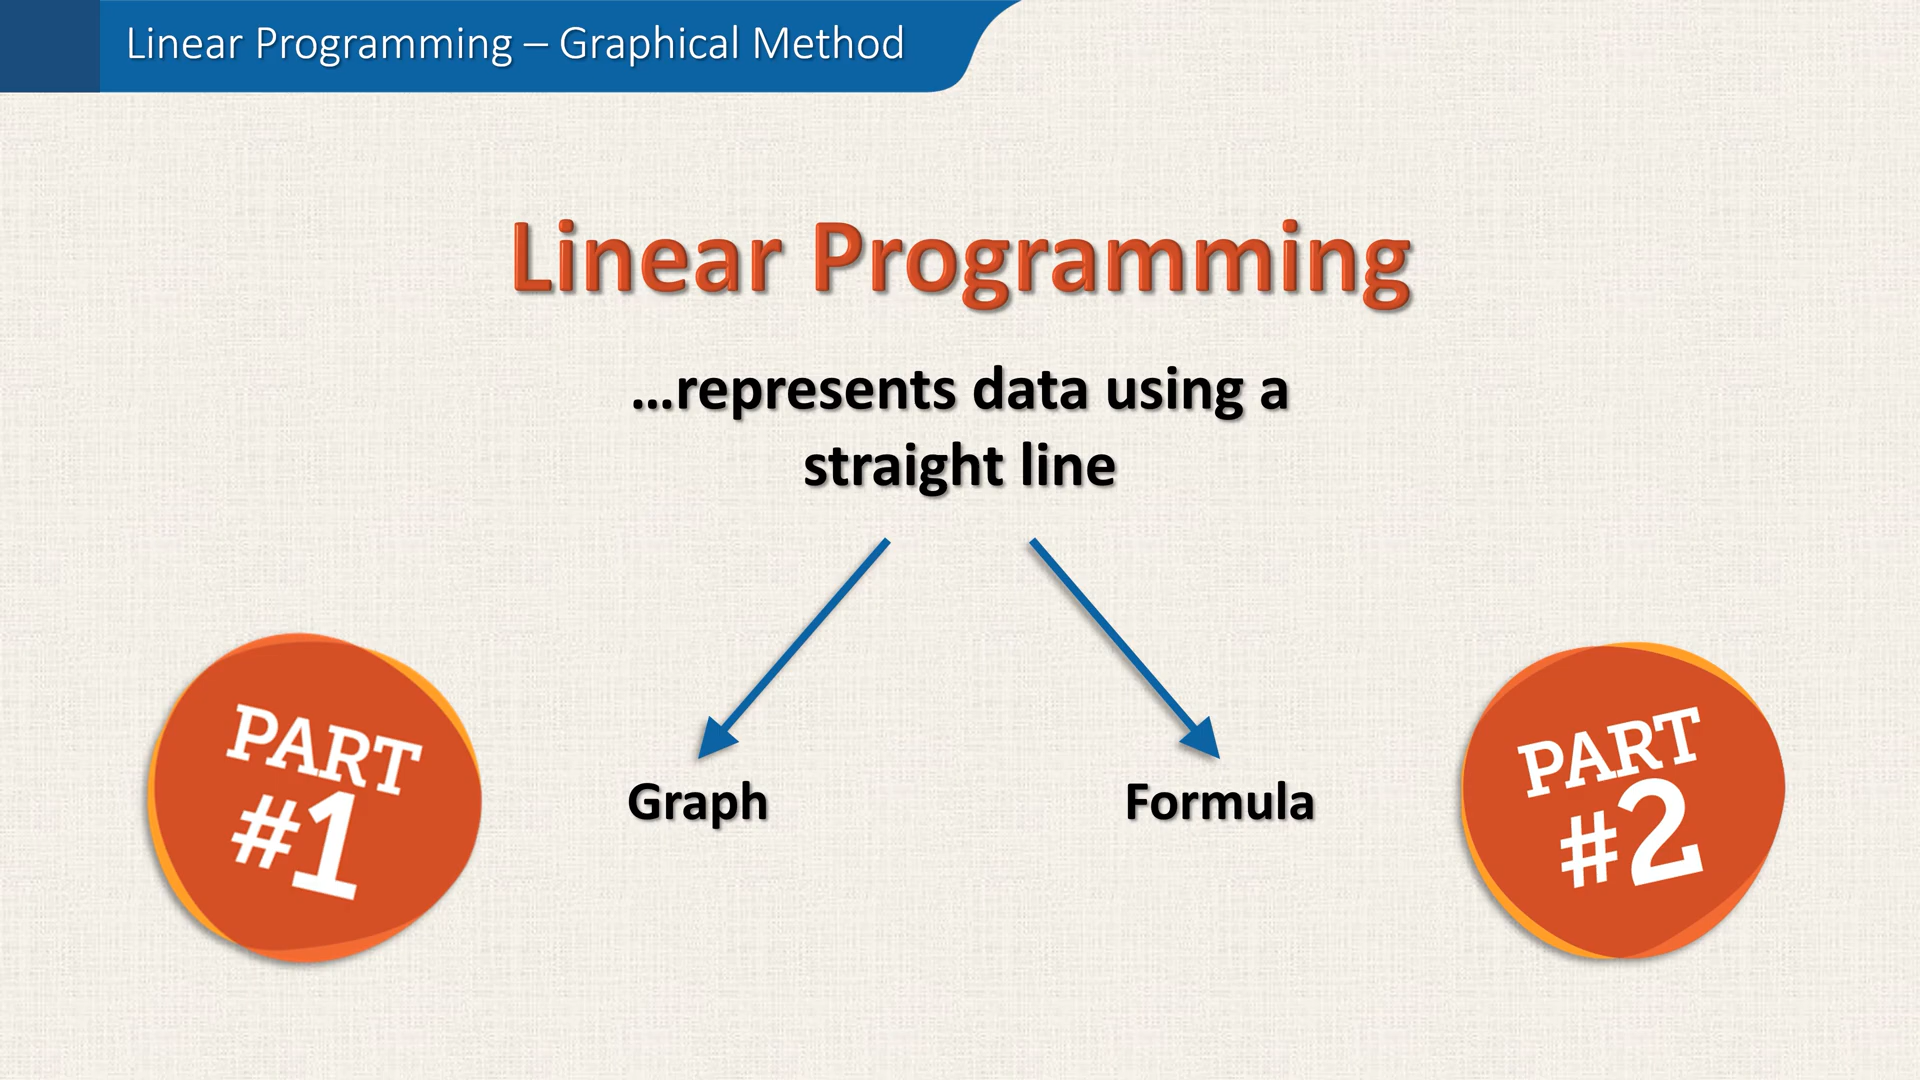 Linear Programming – Graphical Method
Linear Programming
...represents data using a
straight line
PART
#1
Graph
Formula
PART
#2